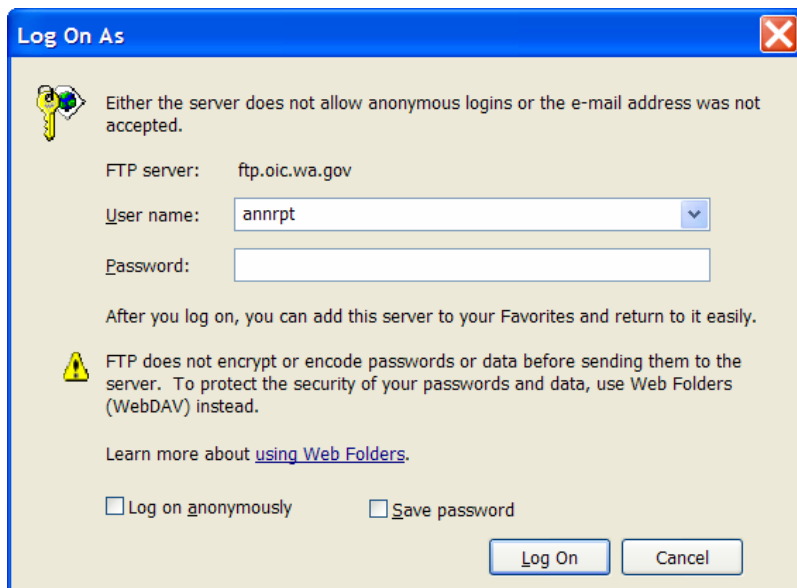 Log On As
Either the server does not allow anonymous logins or the e-mail address was not
accepted.
FTP server: ftp.oic.wa.gov
User name: annrpt
Password:
After you log on, you can add this server to your Favorites and return to it easily.
FTP does not encrypt or encode passwords or data before sending them to the
server. To protect the security of your passwords and data, use Web Folders
(WebDAV) instead.
Learn more about using Web Folders.
Log on anonymously Save password
Log On Cancel